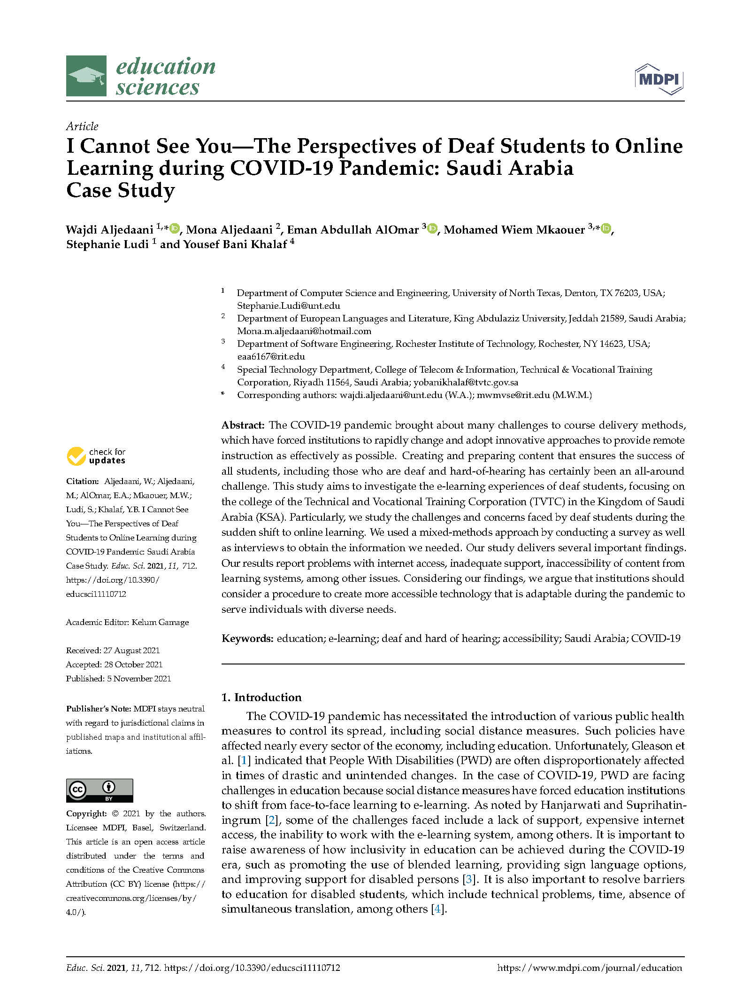 education
sciences
MDPI
Article
I Cannot See You—The Perspectives of Deaf Students to Online
Learning during COVID-19 Pandemic: Saudi Arabia
Case Study
Wajdi Aljedaani 1,* iD, Mona Aljedaani 2, Eman Abdullah AlOmar 3 iD, Mohamed Wiem Mkaouer 3,* iD,
Stephanie Ludi 1 and Yousef Bani Khalaf 4
1 Department of Computer Science and Engineering, University of North Texas, Denton, TX 76203, USA;
Stephanie.Ludi@unt.edu
2 Department of European Languages and Literature, King Abdulaziz University, Jeddah 21589, Saudi Arabia;
Mona.m.aljedaani@hotmail.com
3 Department of Software Engineering, Rochester Institute of Technology, Rochester, NY 14623, USA;
eaa6167@rit.edu
4 Special Technology Department, College of Telecom & Information, Technical & Vocational Training
Corporation, Riyadh 11564, Saudi Arabia; yobanikhalaf@tvtc.gov.sa
* Corresponding authors: wajdi.aljedaani@unt.edu (W.A.); mwmvse@rit.edu (M.W.M.)
Abstract: The COVID-19 pandemic brought about many challenges to course delivery methods,
which have forced institutions to rapidly change and adopt innovative approaches to provide remote
instruction as effectively as possible. Creating and preparing content that ensures the success of
all students, including those who are deaf and hard-of-hearing has certainly been an all-around
challenge. This study aims to investigate the e-learning experiences of deaf students, focusing on
the college of the Technical and Vocational Training Corporation (TVTC) in the Kingdom of Saudi
Arabia (KSA). Particularly, we study the challenges and concerns faced by deaf students during the
sudden shift to online learning. We used a mixed-methods approach by conducting a survey as well
as interviews to obtain the information we needed. Our study delivers several important findings.
Our results report problems with internet access, inadequate support, inaccessibility of content from
learning systems, among other issues. Considering our findings, we argue that institutions should
consider a procedure to create more accessible technology that is adaptable during the pandemic to
serve individuals with diverse needs.
Keywords: education; e-learning; deaf and hard of hearing; accessibility; Saudi Arabia; COVID-19
check for
updates
Citation: Aljedaani, W.; Aljedaani,
M.; AlOmar, E.A.; Mkaouer, M.W.;
Ludi, S.; Khalaf, Y.B. I Cannot See
You—The Perspectives of Deaf
Students to Online Learning during
COVID-19 Pandemic: Saudi Arabia
Case Study. Educ. Sci. 2021, 11, 712.
https://doi.org/10.3390/
educsci11110712
Academic Editor: Kelum Gamage
Received: 27 August 2021
Accepted: 28 October 2021
Published: 5 November 2021
Publisher's Note: MDPI stays neutral
with regard to jurisdictional claims in
published maps and institutional affil-
iations.
cc BY
Copyright: © 2021 by the authors.
Licensee MDPI, Basel, Switzerland.
This article is an open access article
distributed under the terms and
conditions of the Creative Commons
Attribution (CC BY) license (https://
creativecommons.org/licenses/by/
4.0/).
1. Introduction
The COVID-19 pandemic has necessitated the introduction of various public health
measures to control its spread, including social distance measures. Such policies have
affected nearly every sector of the economy, including education. Unfortunately, Gleason et
al. [1] indicated that People With Disabilities (PWD) are often disproportionately affected
in times of drastic and unintended changes. In the case of COVID-19, PWD are facing
challenges in education because social distance measures have forced education institutions
to shift from face-to-face learning to e-learning. As noted by Hanjarwati and Suprihatin-
ingrum [2], some of the challenges faced include a lack of support, expensive internet
access, the inability to work with the e-learning system, among others. It is important to
raise awareness of how inclusivity in education can be achieved during the COVID-19
era, such as promoting the use of blended learning, providing sign language options,
and improving support for disabled persons [3]. It is also important to resolve barriers
to education for disabled students, which include technical problems, time, absence of
simultaneous translation, among others [4].
Educ. Sci. 2021, 11, 712. https://doi.org/10.3390/educsci11110712
https://www.mdpi.com/journal/education